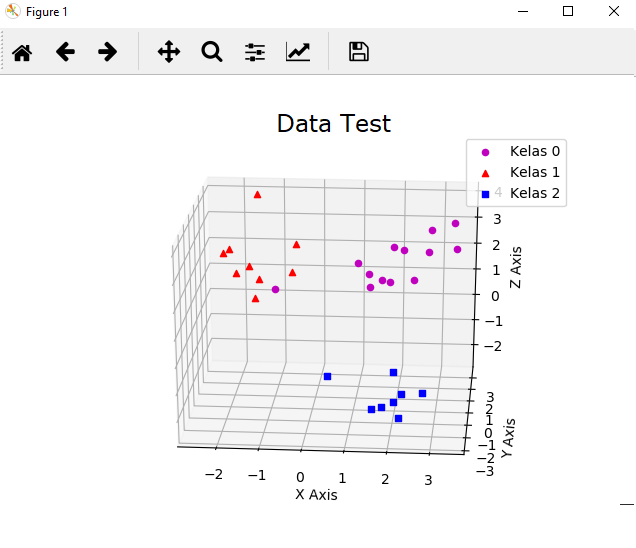 Figure 1
Data Test
Kelas 0
Kelas 1
Kelas 2
4
3
2
1
0
−1
−2
Z Axis
3
2
1
0
−1
−2
−3
Y Axis
−2 −1 0 1 2 3
X Axis